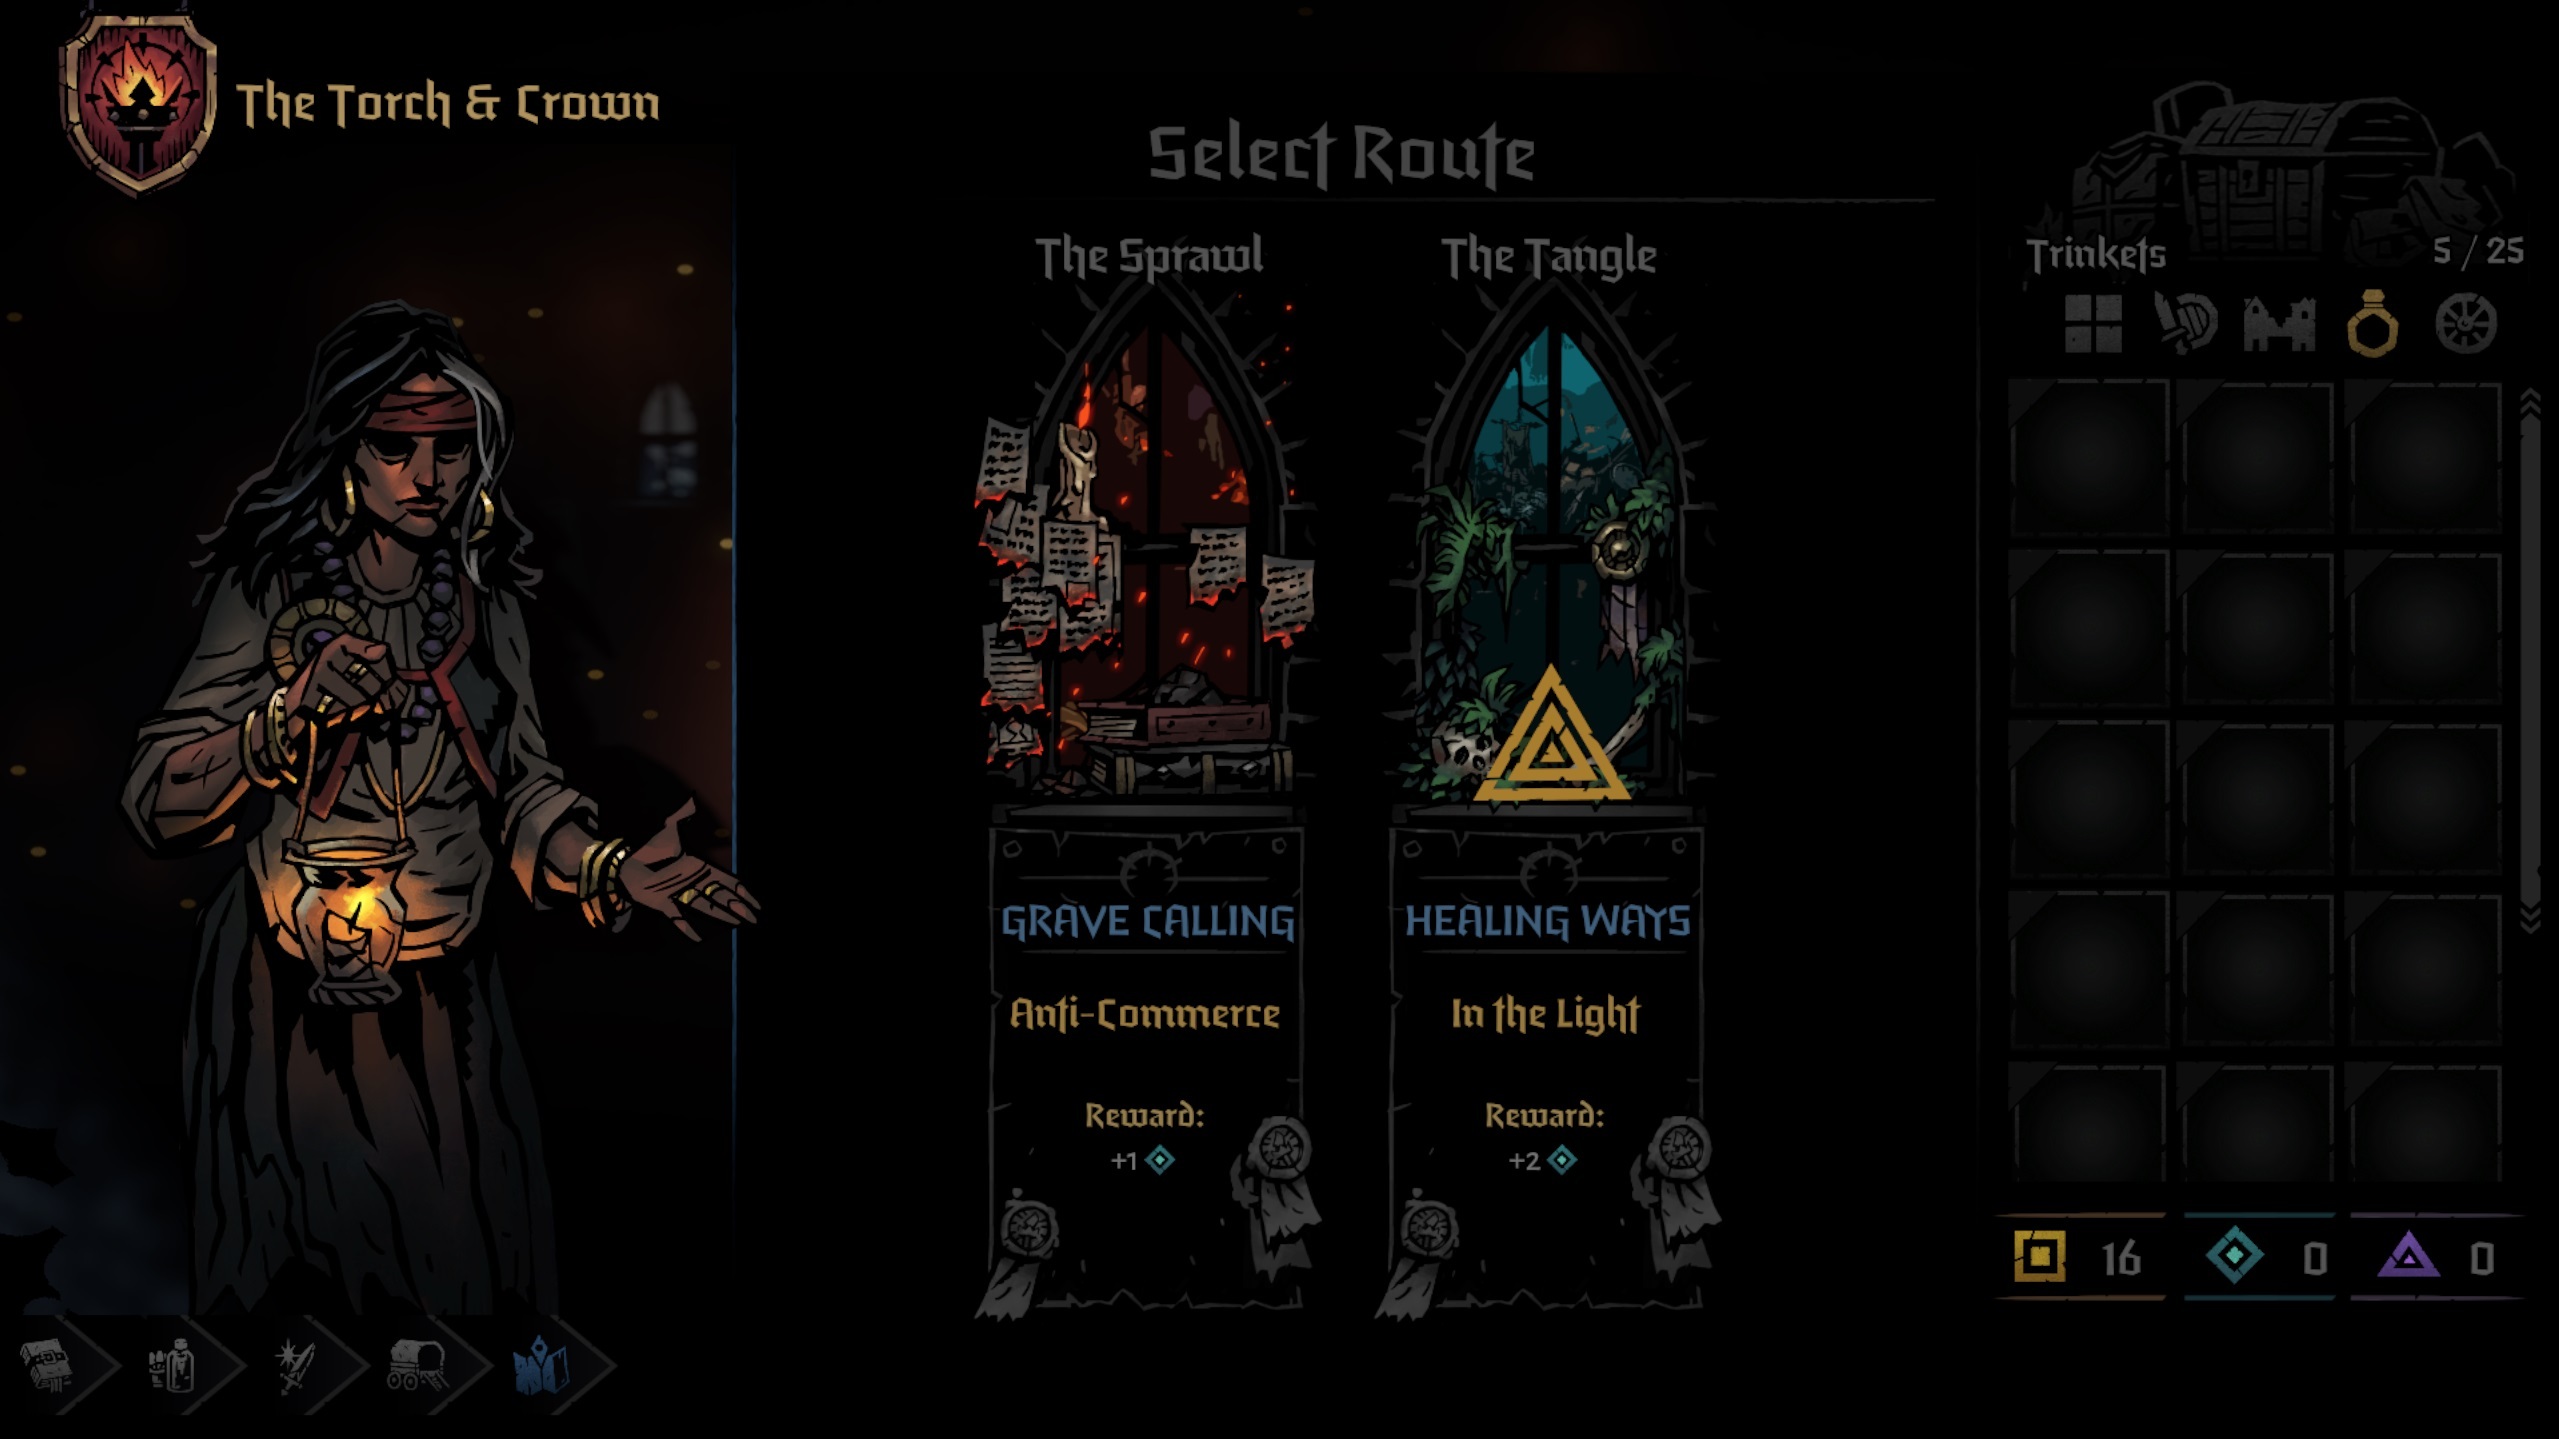 The Torch & Crown
Select Route
The Sprawl
The Tangle
Trinkets
5 / 25
GRAVE CALLING
Anti-Commerce
Reward:
+1
HEALING WAYS
In the Light
Reward:
+2
16
0
0